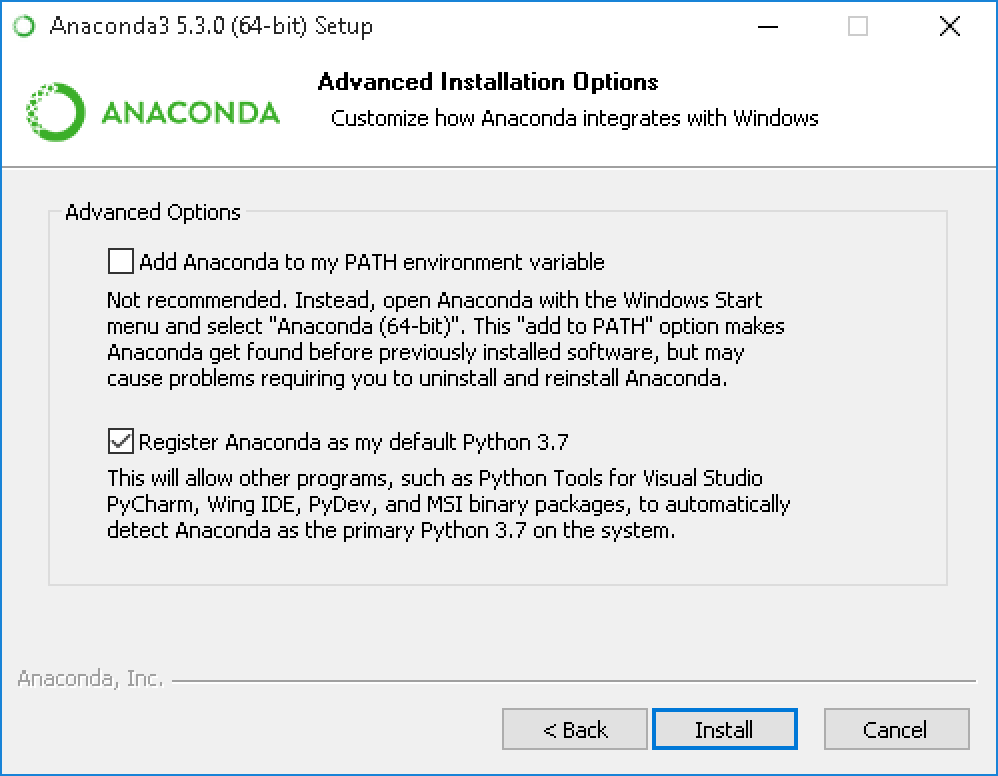 Anaconda3 5.3.0 (64-bit) Setup
ANACONDA
Advanced Installation Options
Customize how Anaconda integrates with Windows
Advanced Options
Add Anaconda to my PATH environment variable
Not recommended. Instead, open Anaconda with the Windows Start
menu and select "Anaconda (64-bit)". This "add to PATH" option makes
Anaconda get found before previously installed software, but may
cause problems requiring you to uninstall and reinstall Anaconda.
Register Anaconda as my default Python 3.7
This will allow other programs, such as Python Tools for Visual Studio
PyCharm, Wing IDE, PyDev, and MSI binary packages, to automatically
detect Anaconda as the primary Python 3.7 on the system.
Anaconda, Inc.
< Back
Install
Cancel